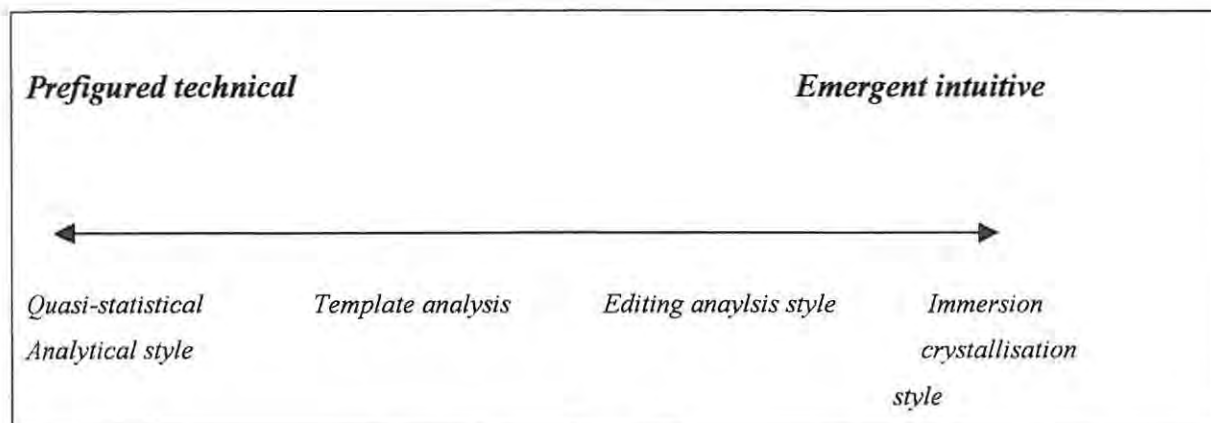 Prefigured technical Emergent intuitive
Quasi-statistical Template analysis Editing anaylsis style Immersion
Analytical style crystallisation
style